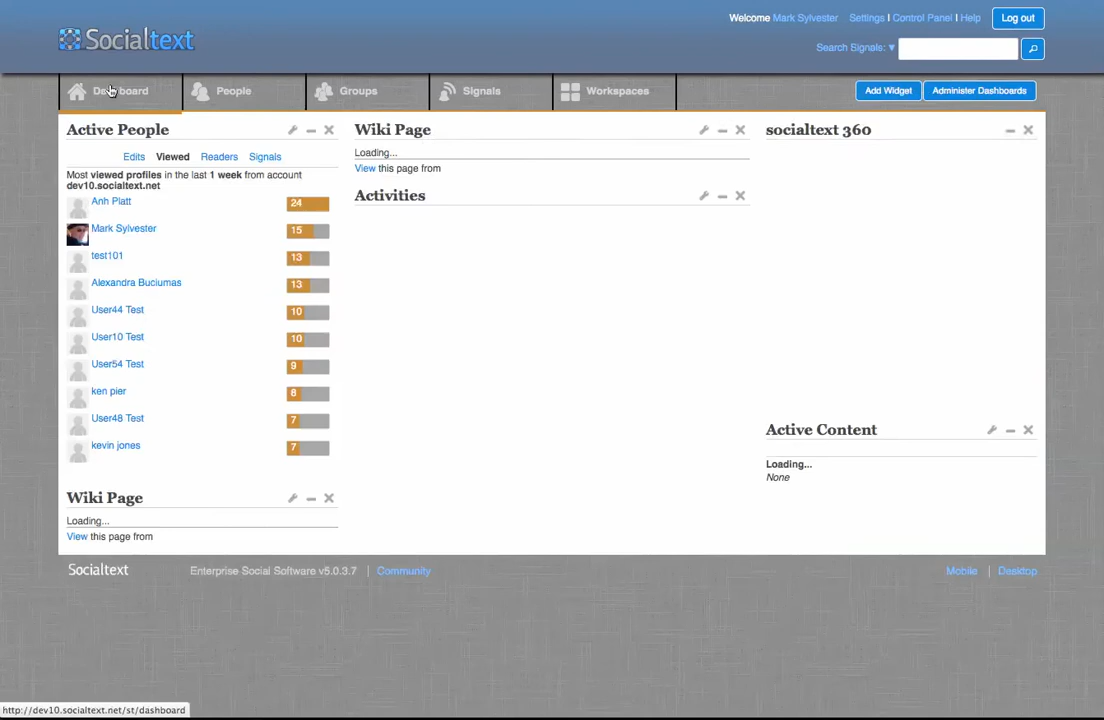 Welcome Mark Sylvester Settings | Control Panel | Help Log out
Socialtext
Search Signals: ▼
Dashboard People Groups Signals Workspaces Add Widget Administer Dashboards
Active People
Edits Viewed Readers Signals
Most viewed profiles in the last 1 week from account
dev10.socialtext.net
Anh Platt 24
Mark Sylvester 15
test101 13
Alexandra Buciumas 13
User44 Test 10
User10 Test 10
User54 Test 9
ken pier 8
User48 Test 7
kevin jones 7
Wiki Page
Loading...
View this page from
Wiki Page
Loading...
View this page from
Activities
socialtext 360
Active Content
Loading...
None
Socialtext Enterprise Social Software v5.0.3.7 | Community Mobile | Desktop
http://dev10.socialtext.net/st/dashboard